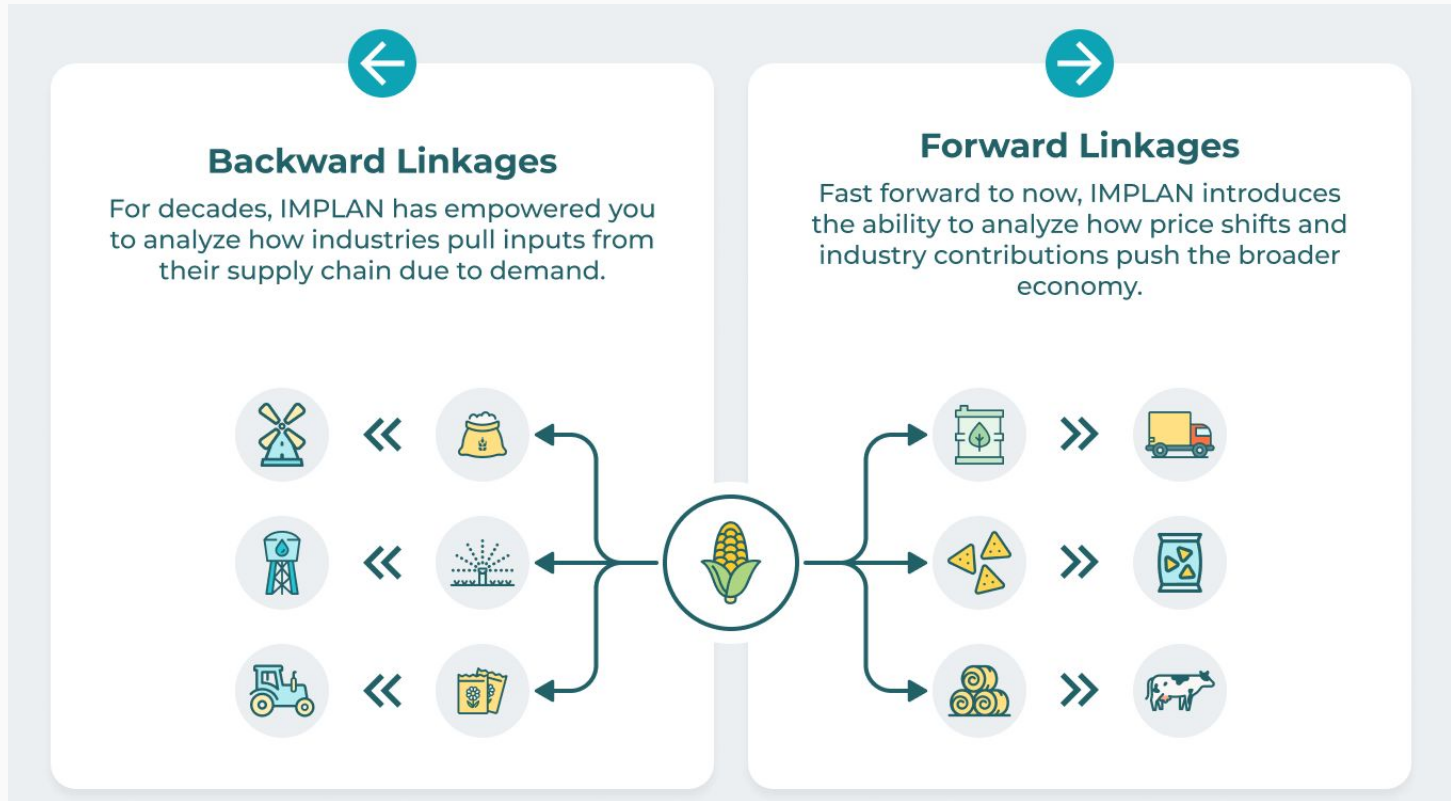 Backward Linkages
For decades, IMPLAN has empowered you
to analyze how industries pull inputs from
their supply chain due to demand.
Forward Linkages
Fast forward to now, IMPLAN introduces
the ability to analyze how price shifts and
industry contributions push the broader
economy.